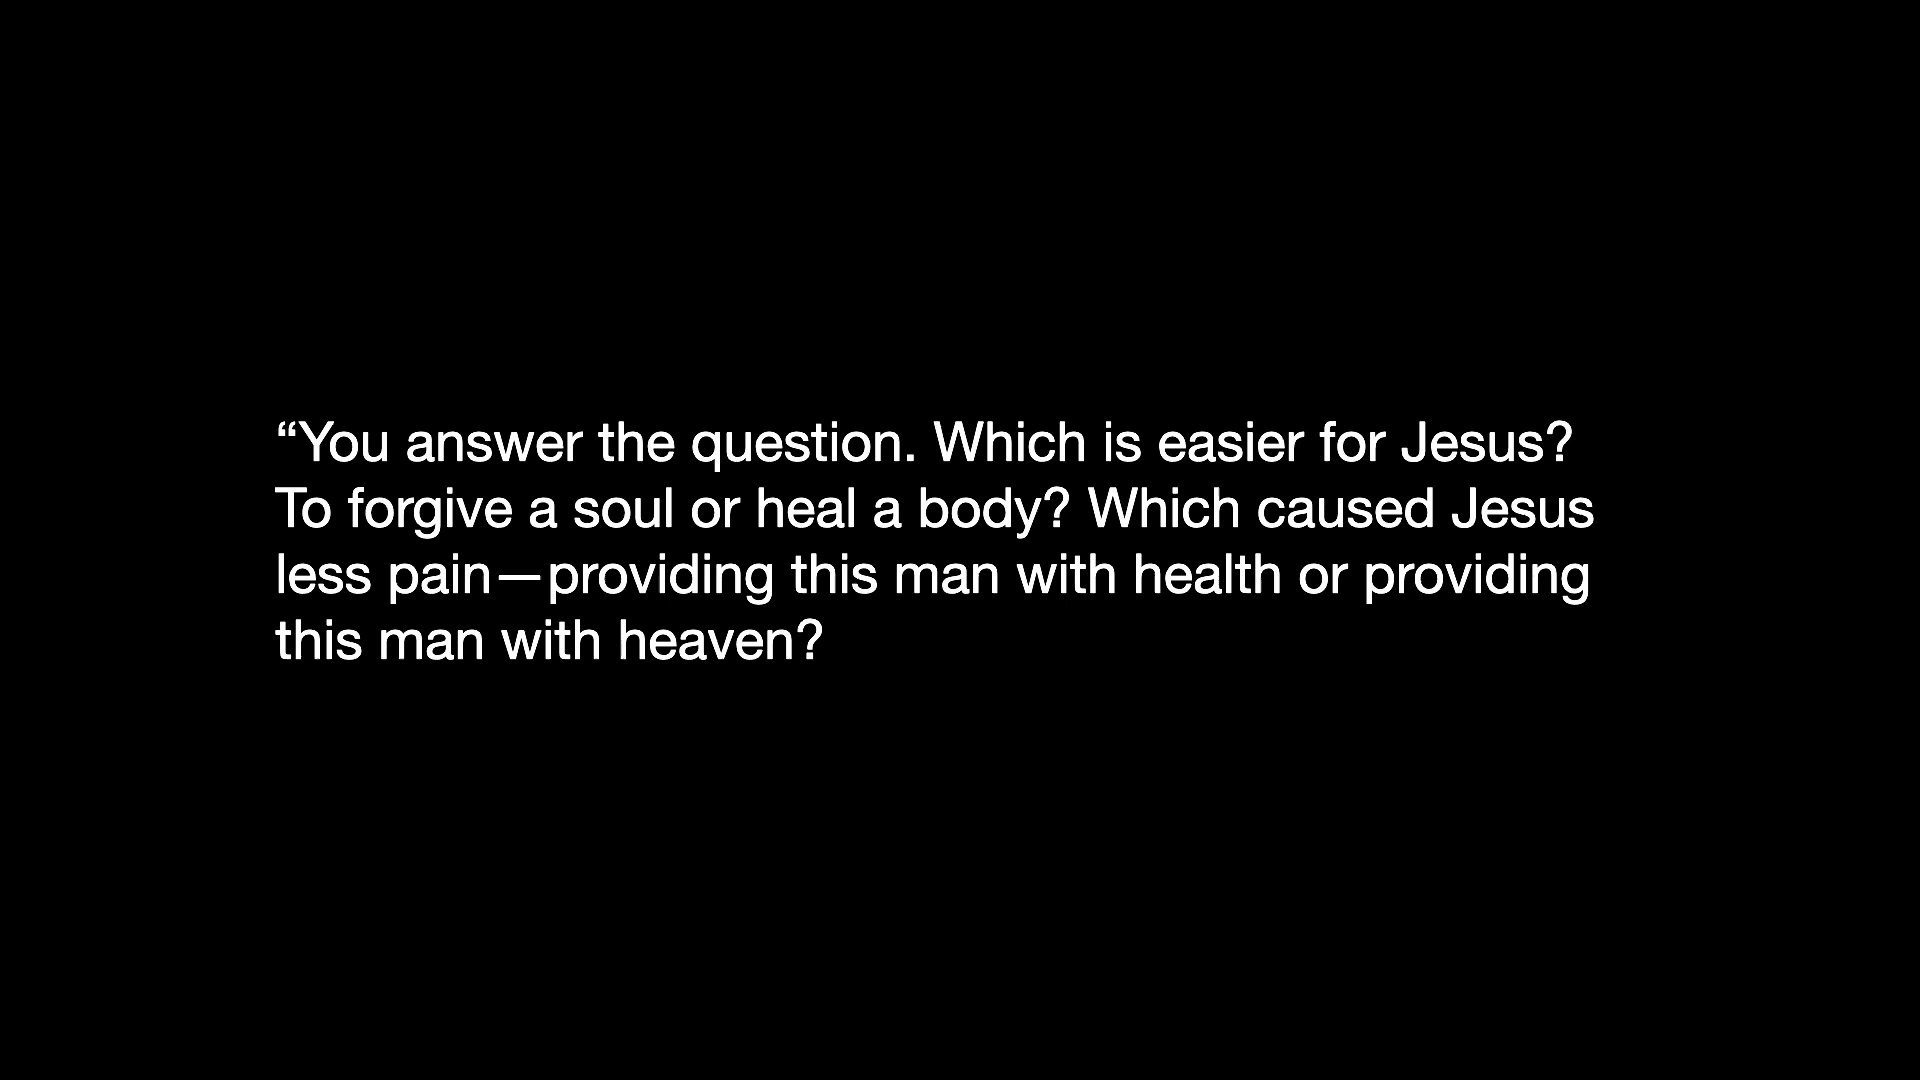 “You answer the question. Which is easier for Jesus?
To forgive a soul or heal a body? Which caused Jesus
less pain—providing this man with health or providing
this man with heaven?